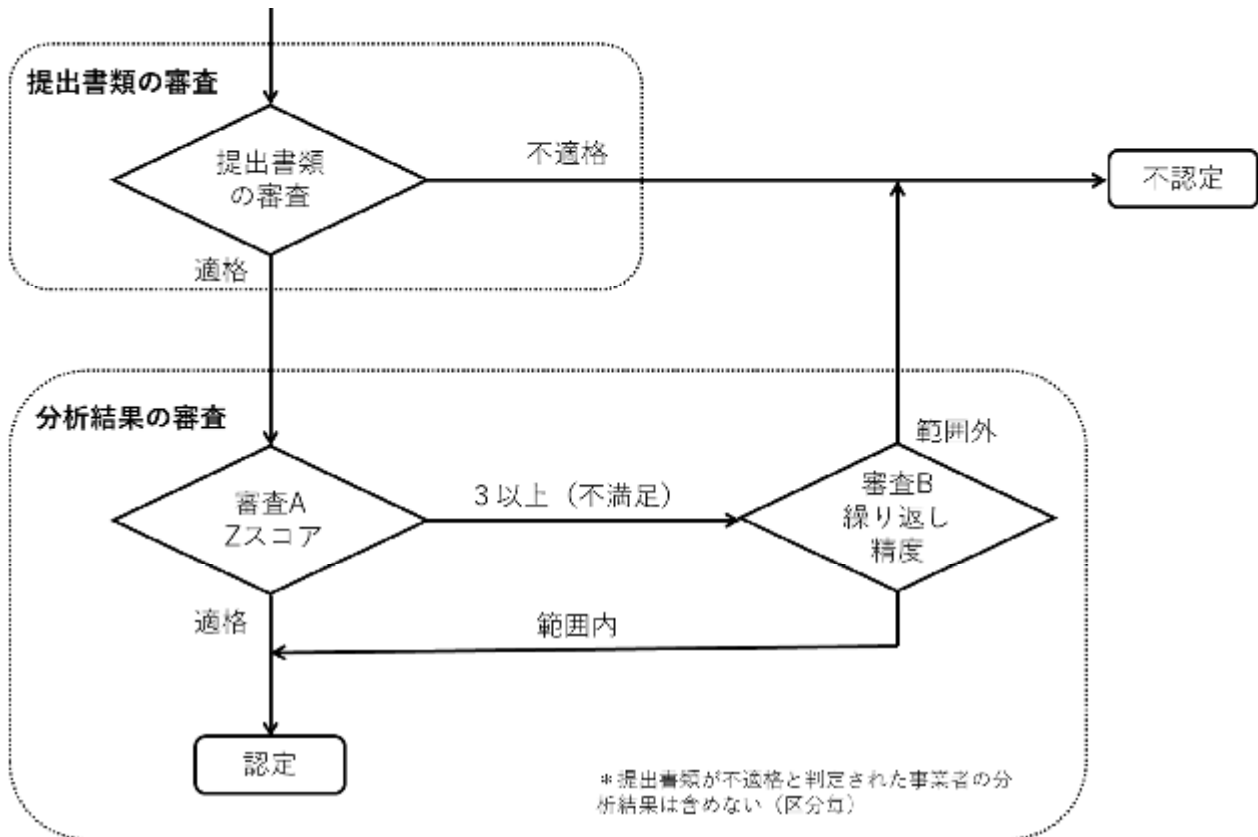 提出書類の審査
提出書類
の審査
不適格
不認定
適格
分析結果の審査
範囲外
審査A
Zスコア
3以上（不満足）
審査B
繰り返し
精度
適格
範囲内
認定
＊提出書類が不適格と判定された事業者の分
析結果は含めない（区分毎）